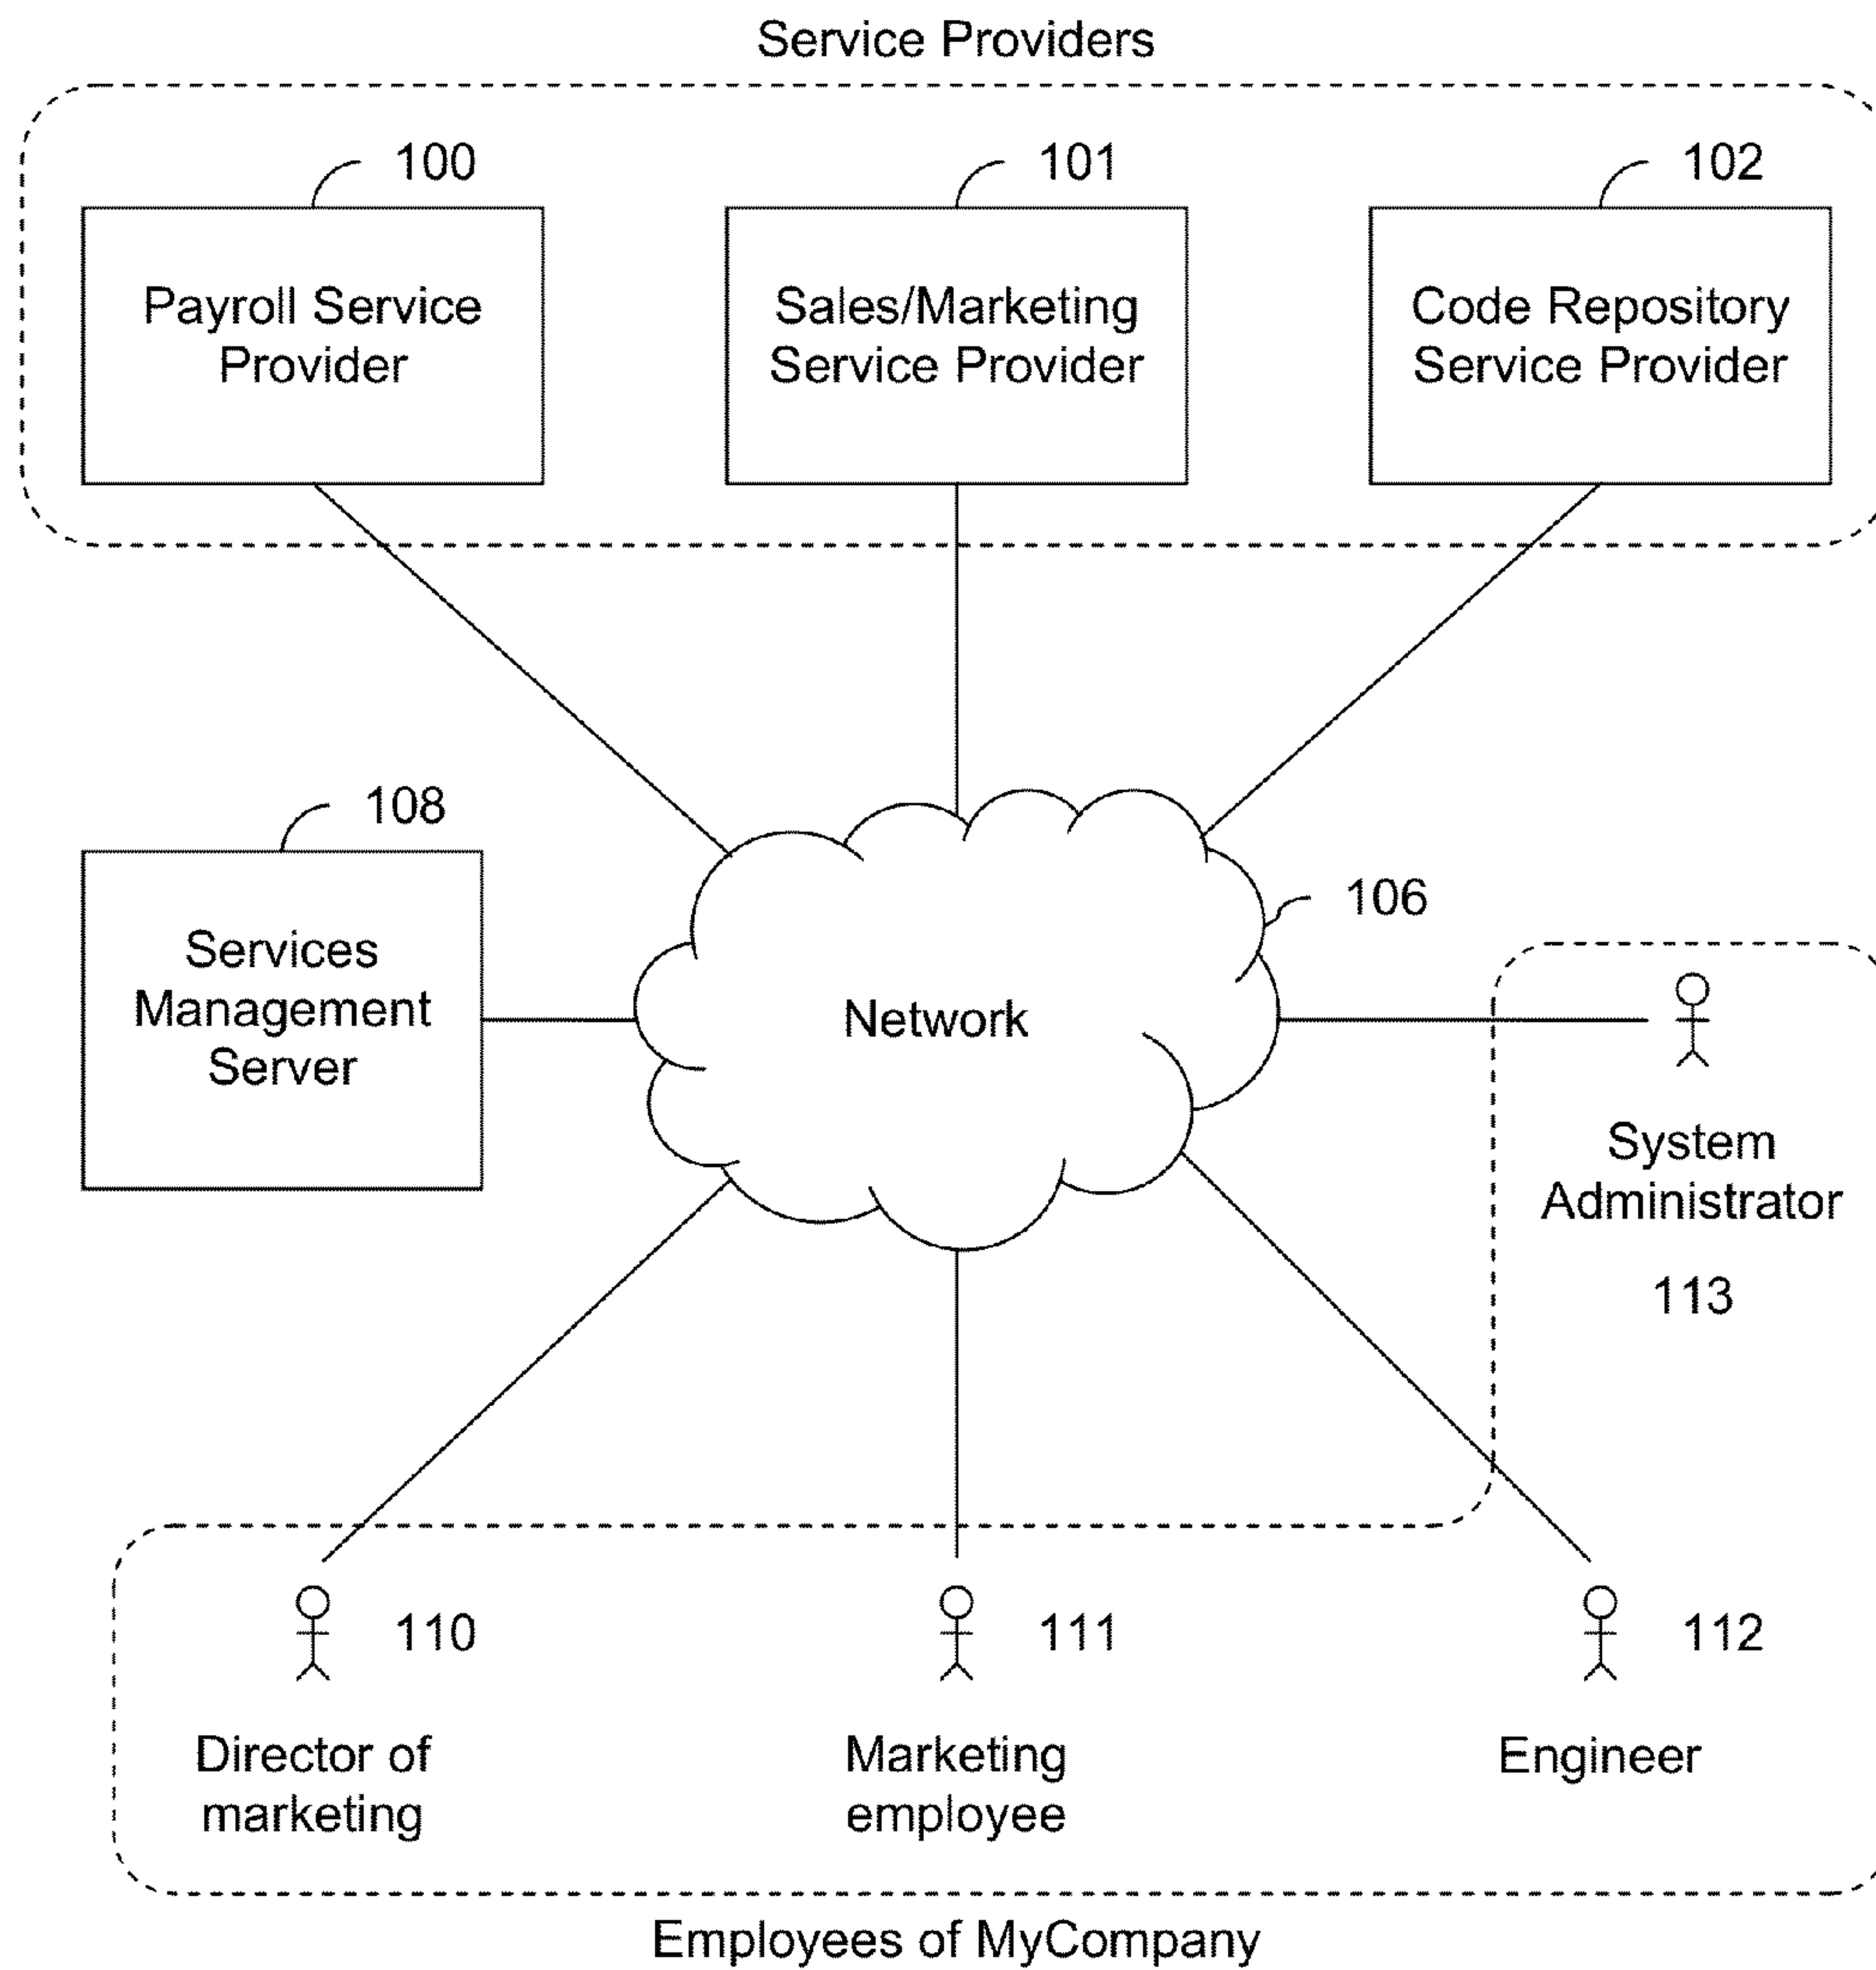 Service Providers
100
101
102
Payroll Service
Provider
Sales/Marketing
Service Provider
Code Repository
Service Provider
108
106
Services
Management
Server
Network
System
Administrator
113
110
111
112
Director of
marketing
Marketing
employee
Engineer
Employees of MyCompany